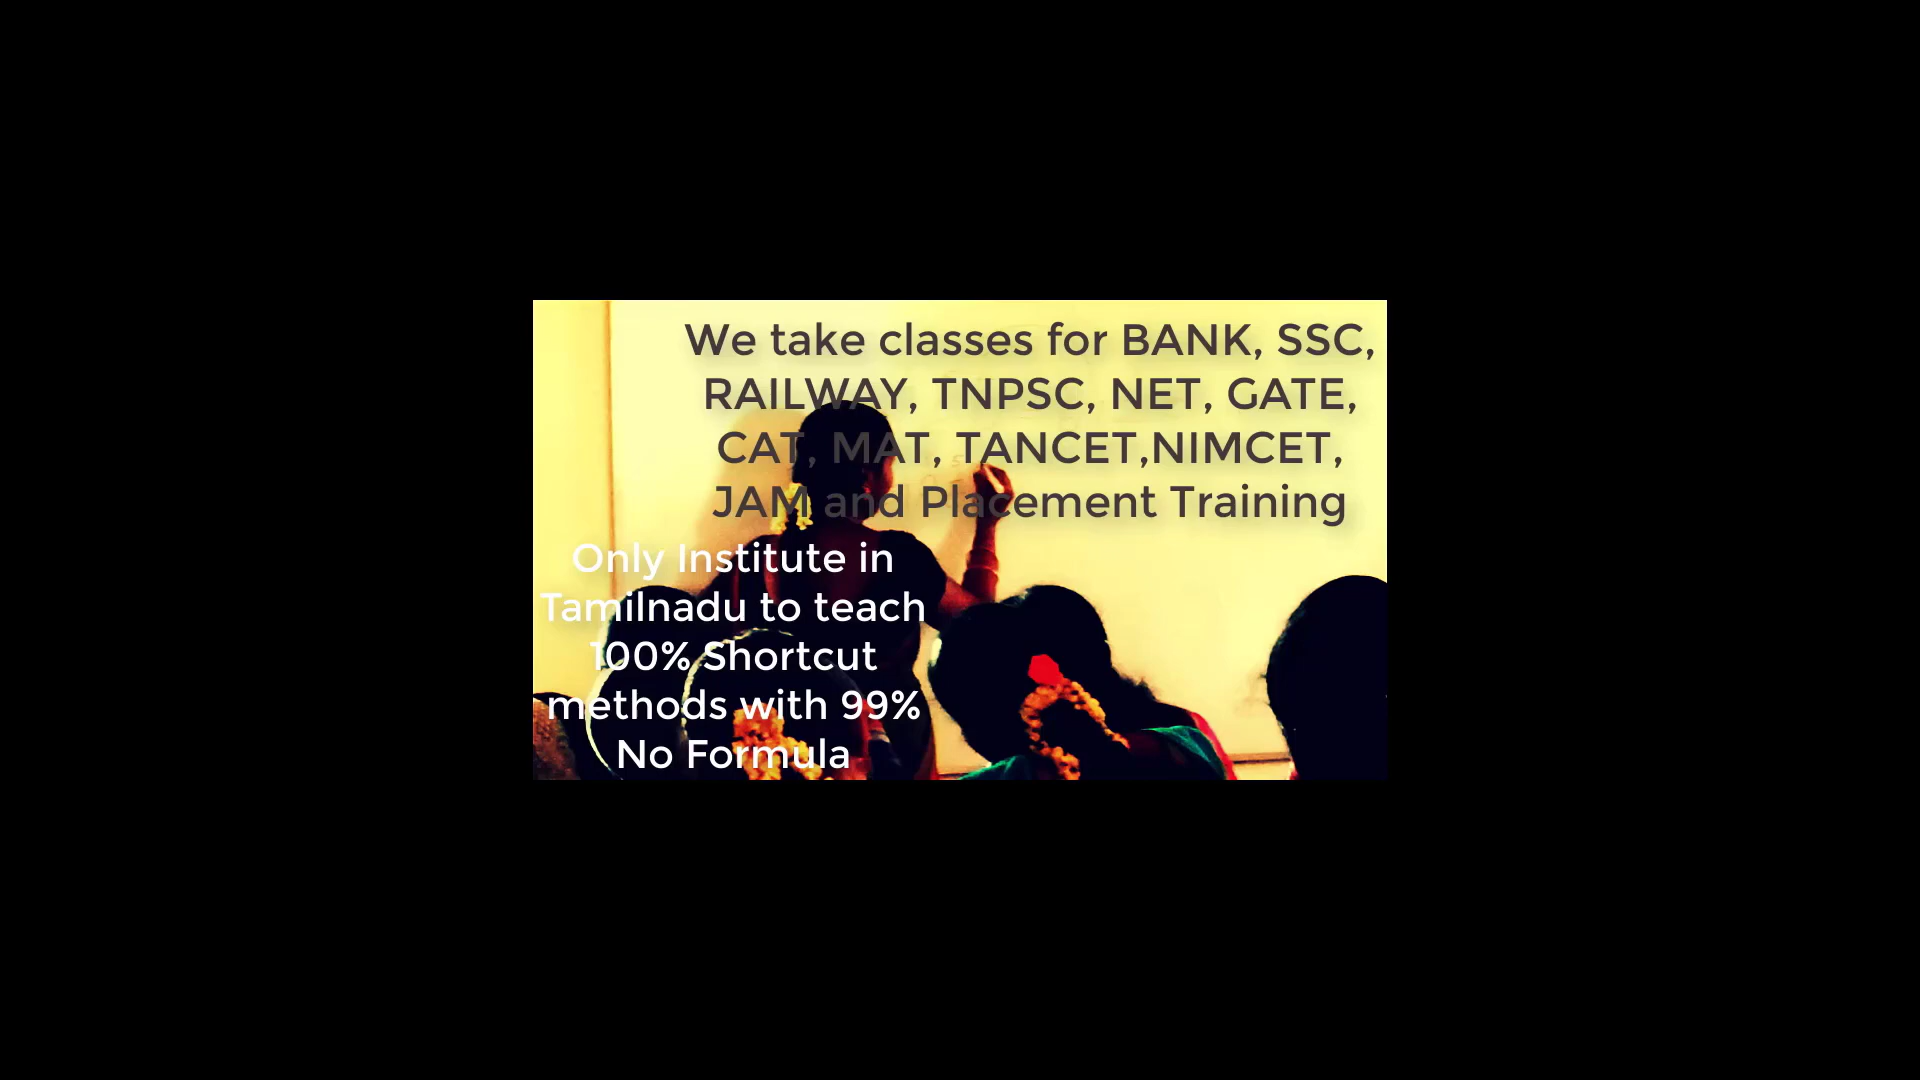 We take classes for BANK, SSC,
RAILWAY, TNPSC, NET, GATE,
CAT, MAT, TANCET,NIMCET,
JAM and Placement Training
Only Institute in
Tamilnadu to teach
100% Shortcut
methods with 99%
No Formula